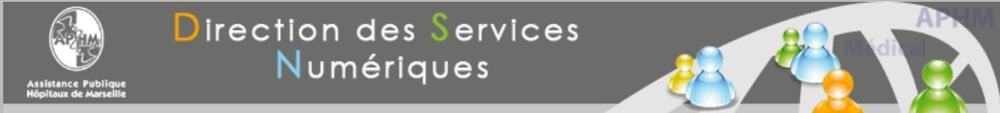 APHM
Assistance Publique
Hôpitaux de Marseille
Direction des Services
Numériques
APHM
Médical